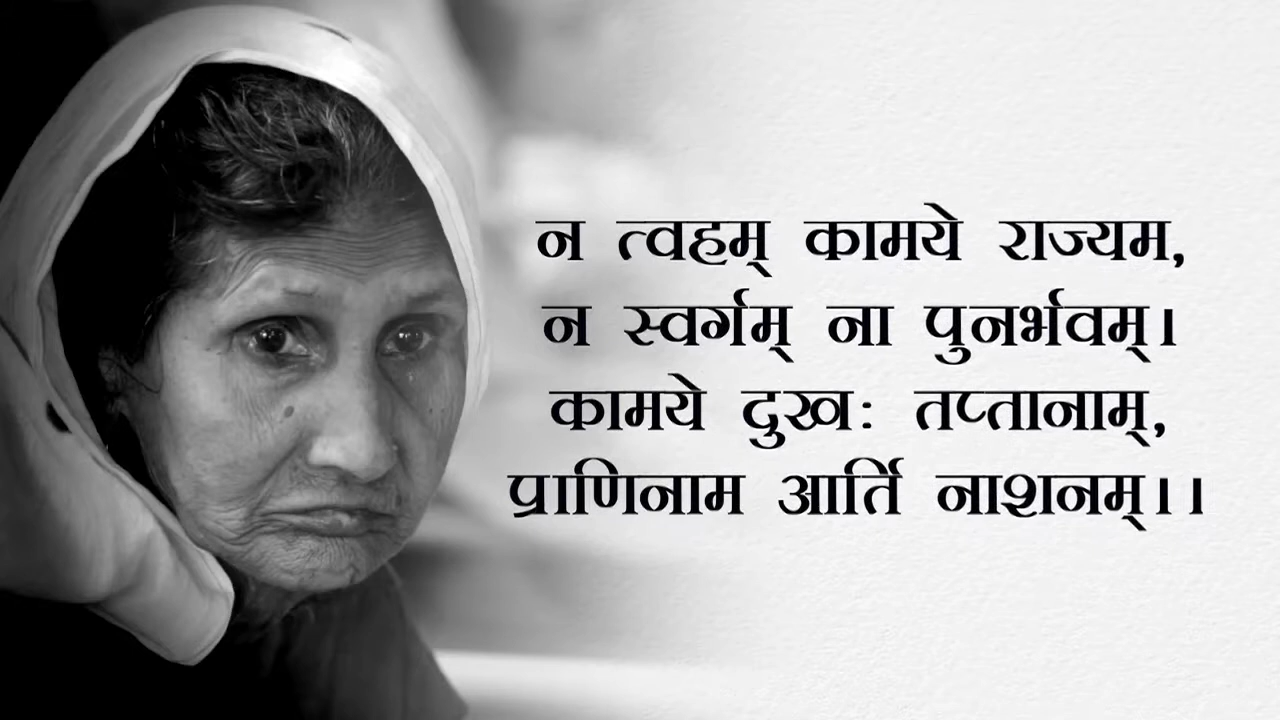 न त्वहम् कामये राज्यम,
न स्वर्गम् ना पुनर्भवम्।
कामये दुखः तप्तानाम्,
प्राणिनाम आर्ति नाशनम्।।